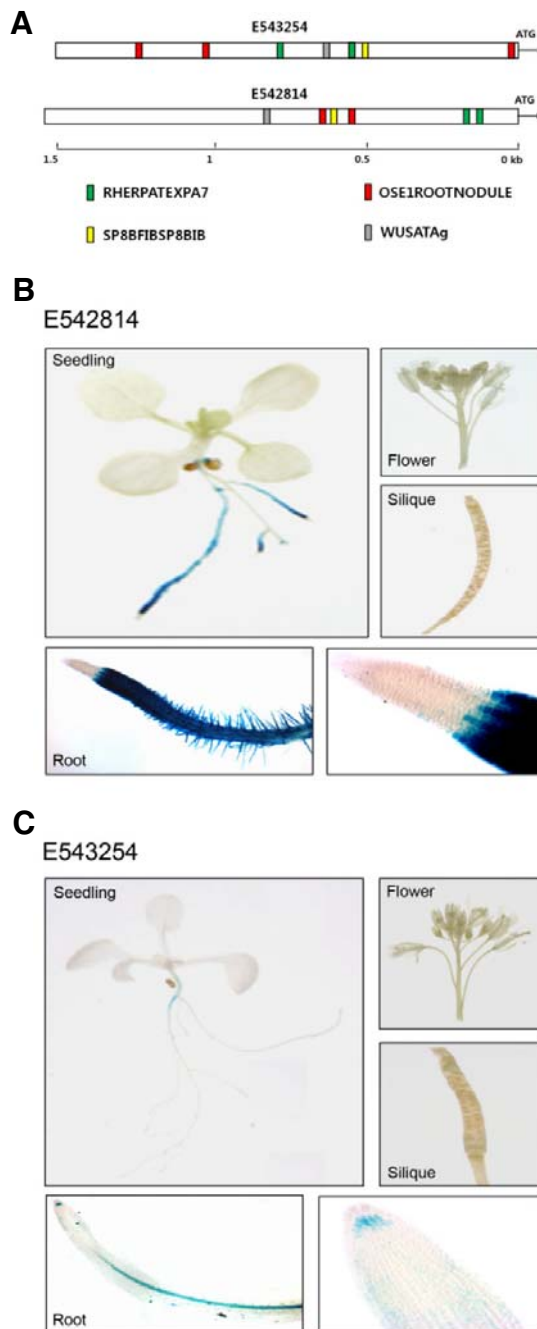 A
E543254
ATG
E542814
ATG
1.5 1 0.5 0 kb
RHERPATEXPA7 OSE1ROOTNODULE
SP8BFIBSP8BIB WUSATAg
B
E542814
Seedling
Flower
Silique
Root
C
E543254
Seedling Flower
Silique
Root